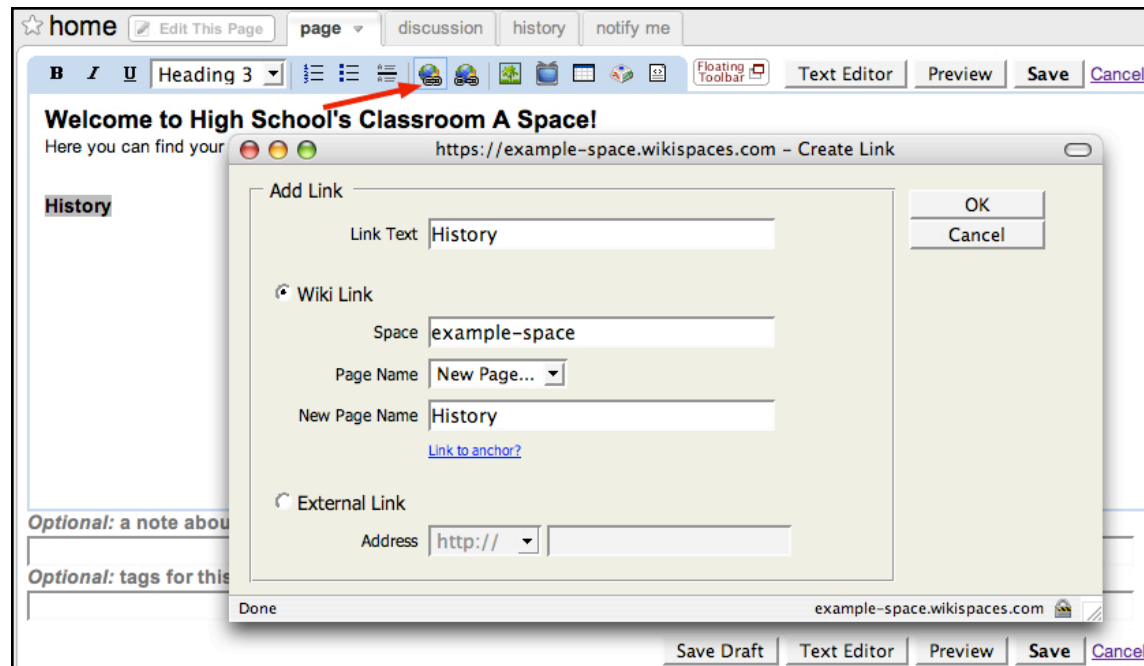 home Edit This Page page discussion history notify me
B I U Heading 3 Floating Toolbar Text Editor Preview Save Cancel
Welcome to High School's Classroom A Space!
Here you can find your
History
https://example-space.wikispaces.com - Create Link
Add Link
OK
Link Text History
Cancel
Wiki Link
Space example-space
Page Name New Page...
New Page Name History
Link to anchor?
External Link
Address http://
Optional: a note abou
Optional: tags for this
Done example-space.wikispaces.com
Save Draft Text Editor Preview Save Cancel